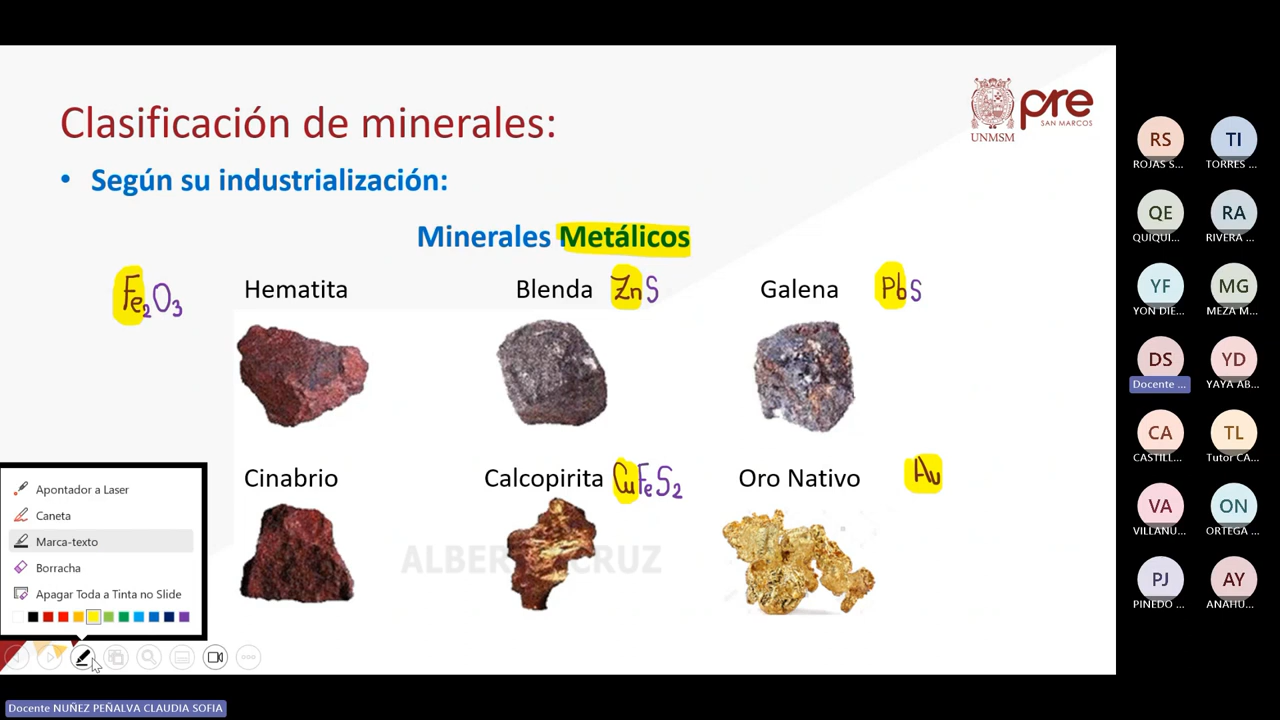 Clasificación de minerales:
UNMSM
pre
SAN MARCOS
• Según su industrialización:
Minerales Metálicos
Fe2O3
Hematita
Blenda ZnS
Galena PbS
Cinabrio
Calcopirita CuFeS2
Oro Nativo Au
Apontador a Laser
Caneta
Marca-texto
Borracha
Apagar Toda a Tinta no Slide
RS
ROJAS S...
TI
TORRES ...
QE
QUIQUI...
RA
RIVERA ...
YF
YON DIE...
MG
MEZA M...
DS
Docente ...
YD
YAYA AB...
CA
CASTILL...
TL
Tutor CA...
VA
VILLANU...
ON
ORTEGA ...
PJ
PINEDO ...
AY
ANAHU...
Docente NUÑEZ PEÑALVA CLAUDIA SOFIA